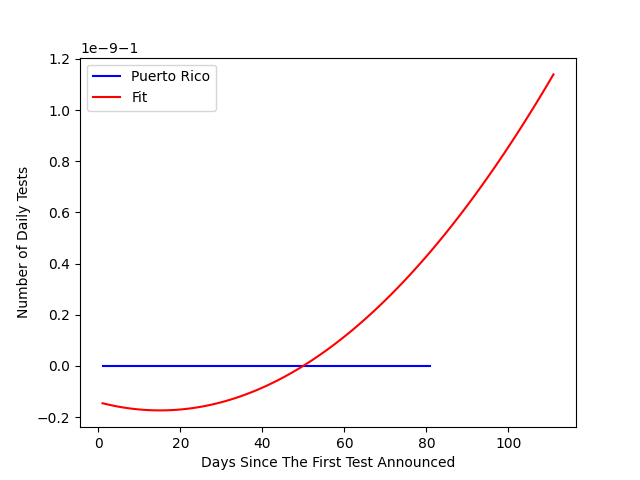 1e−9−1
1.2
1.0
0.8
0.6
0.4
0.2
0.0
−0.2
Number of Daily Tests
Puerto Rico
Fit
0 20 40 60 80 100
Days Since The First Test Announced